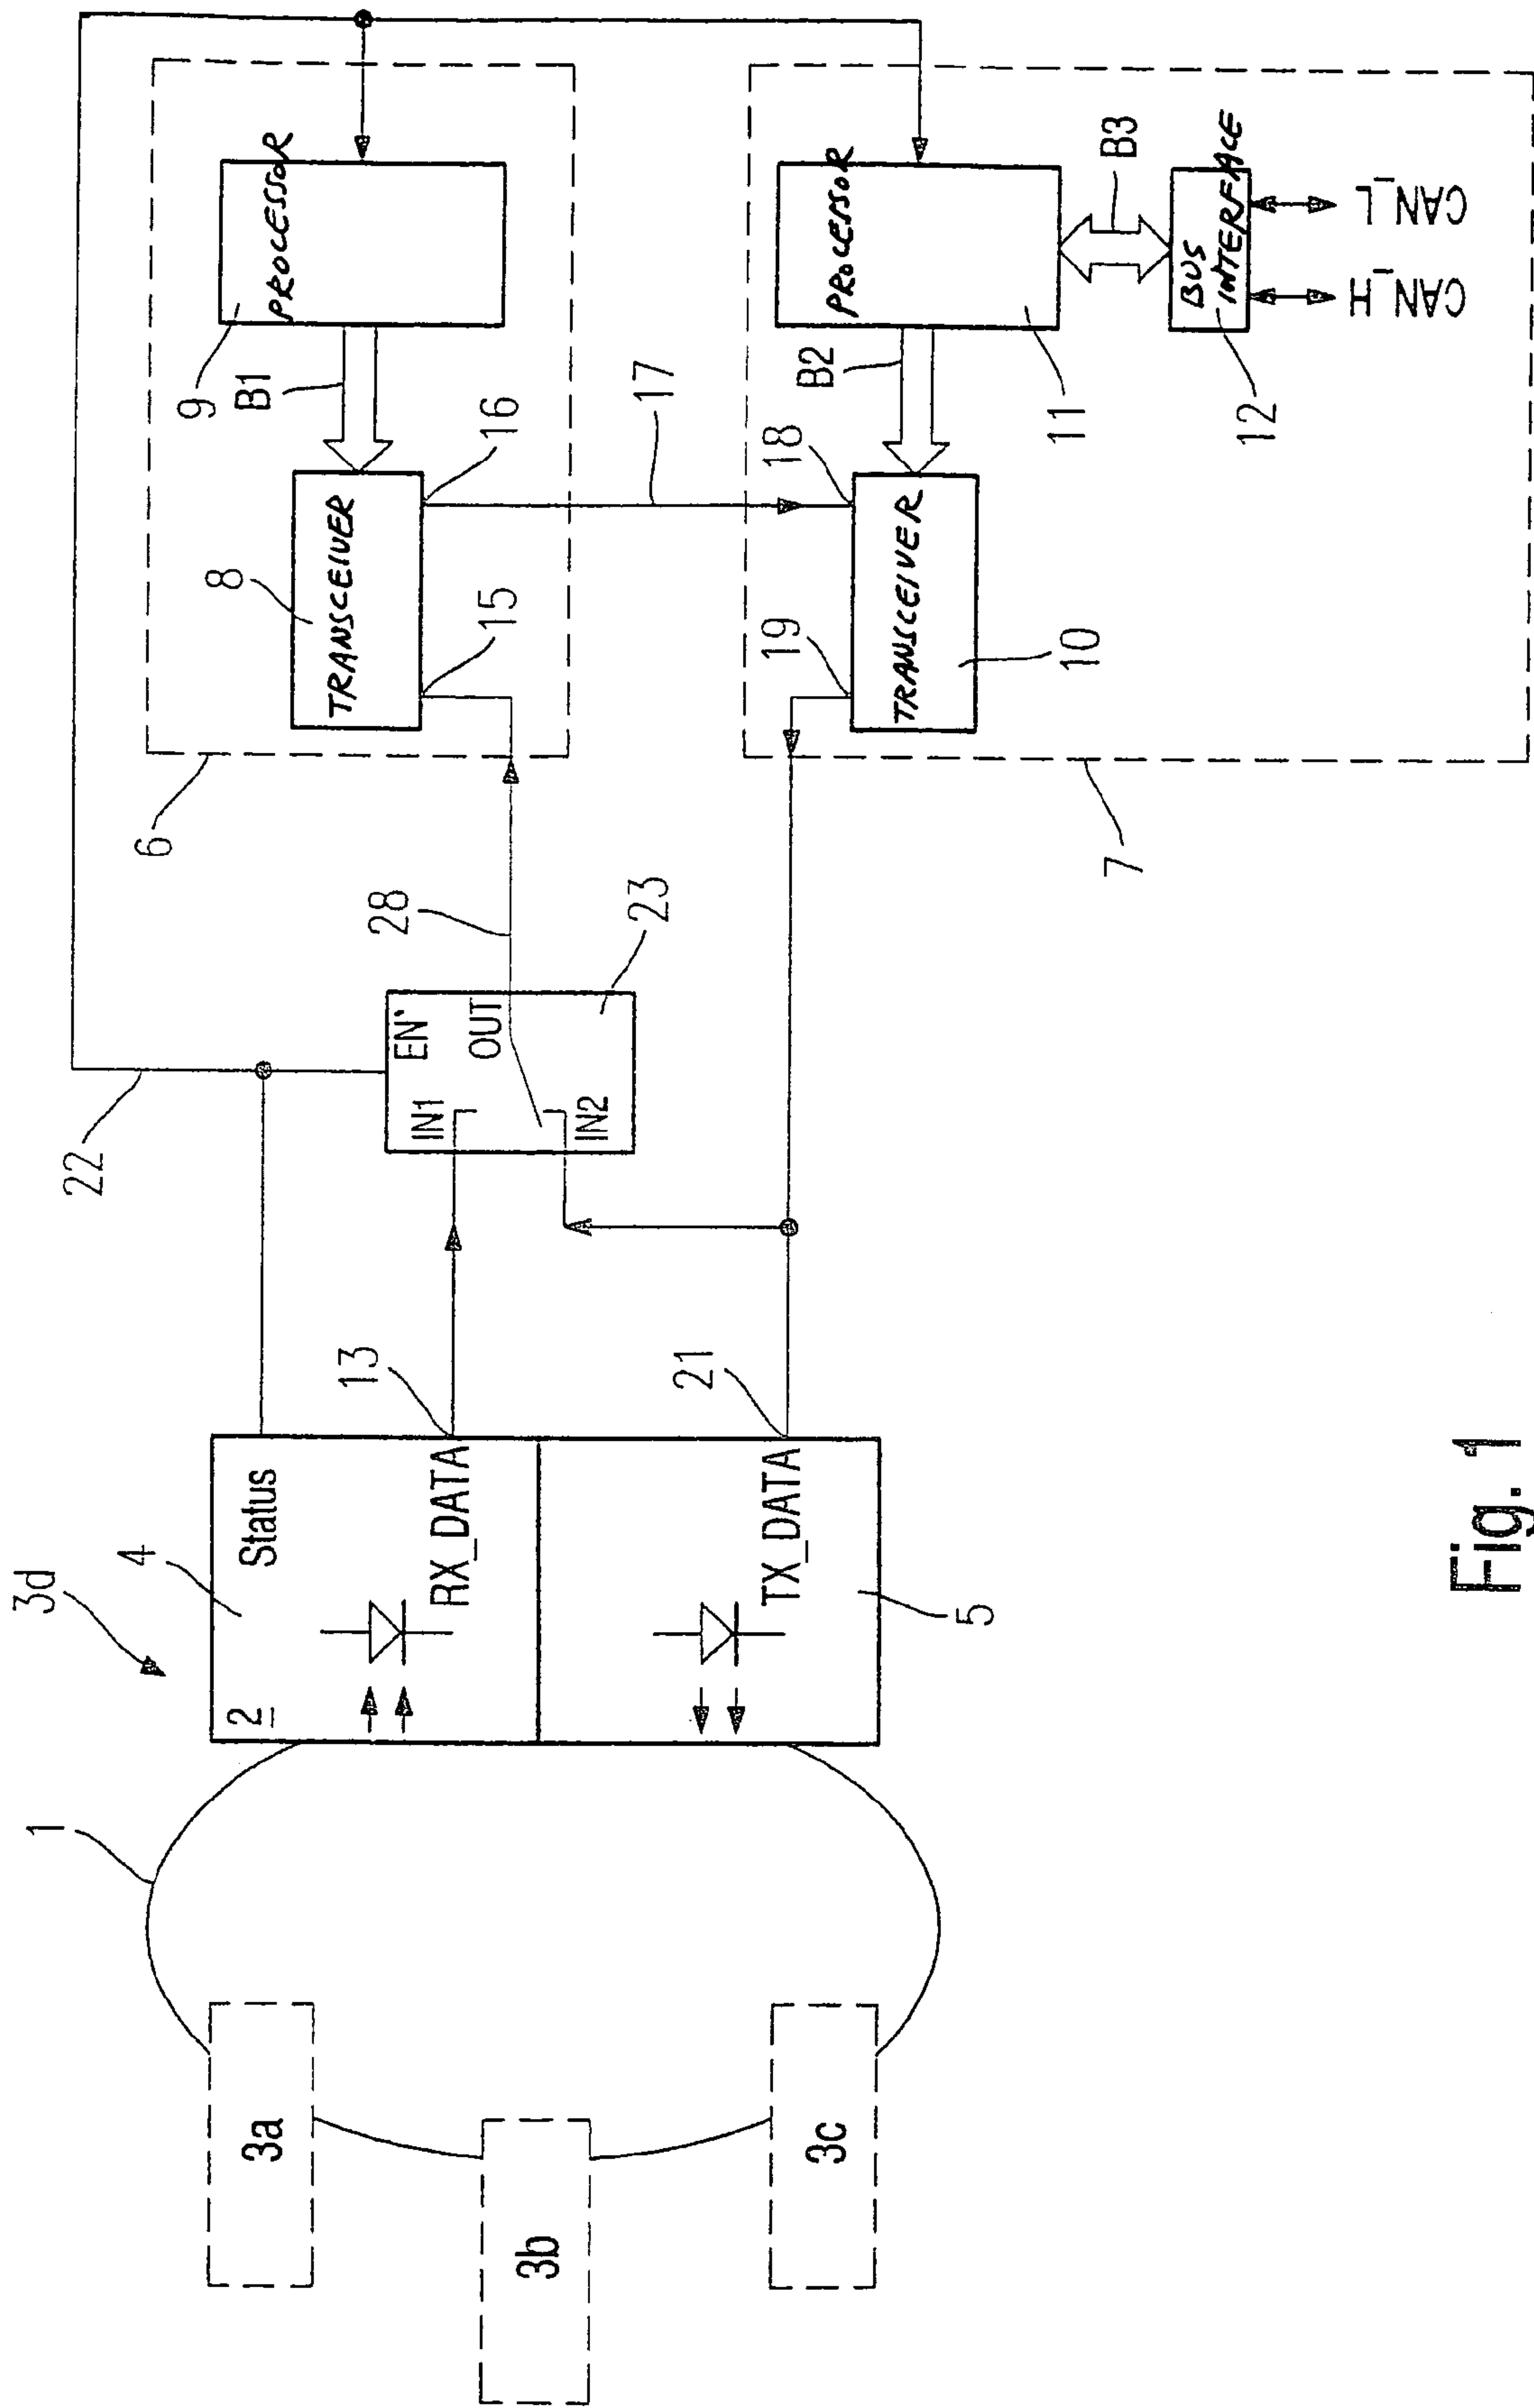 3d
1
2
4
Status
RX_DATA
13
TX_DATA
21
5
3a
3b
3c
22
EN'
IN1
OUT
IN2
23
28
6
8
TRANSCEIVER
15
16
B1
9
PROCESSOR
17
7
19
18
TRANSCEIVER
10
B2
PROCESSOR
11
B3
BUS
INTERFACE
12
CAN_H
CAN_L
Fig. 1